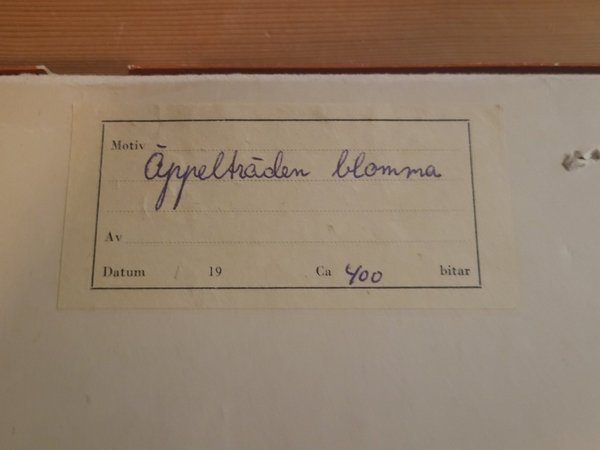 Motiv Äppelträden blomma
Av
Datum / 19 Ca 400 bitar